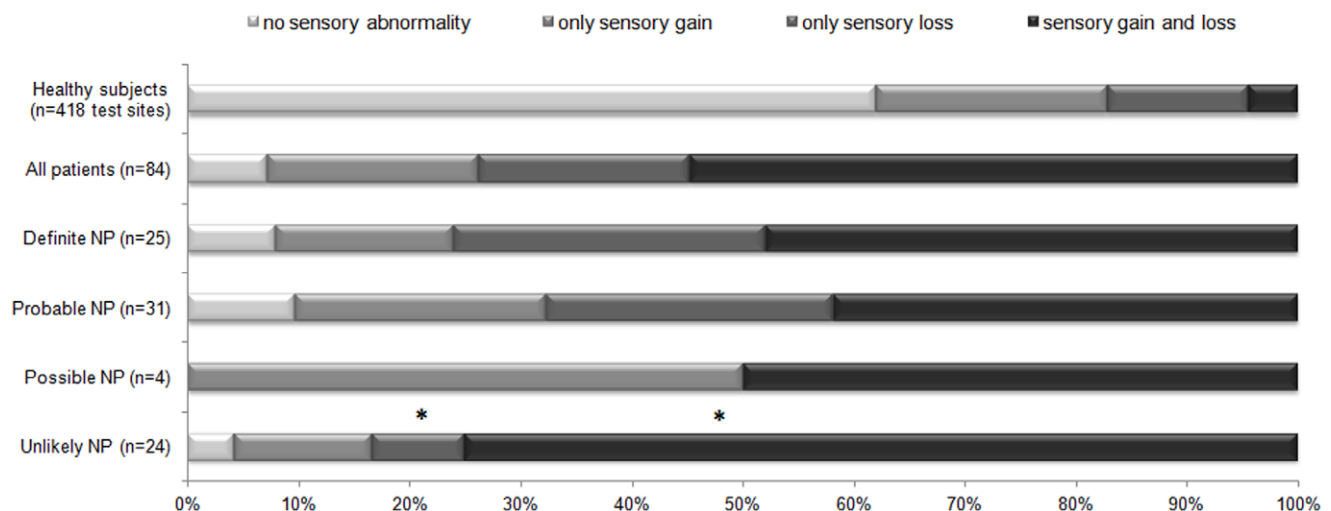 no sensory abnormality only sensory gain only sensory loss sensory gain and loss
Healthy subjects
(n=418 test sites)
All patients (n=84)
Definite NP (n=25)
Probable NP (n=31)
Possible NP (n=4)
* *
Unlikely NP (n=24)
0% 10% 20% 30% 40% 50% 60% 70% 80% 90% 100%